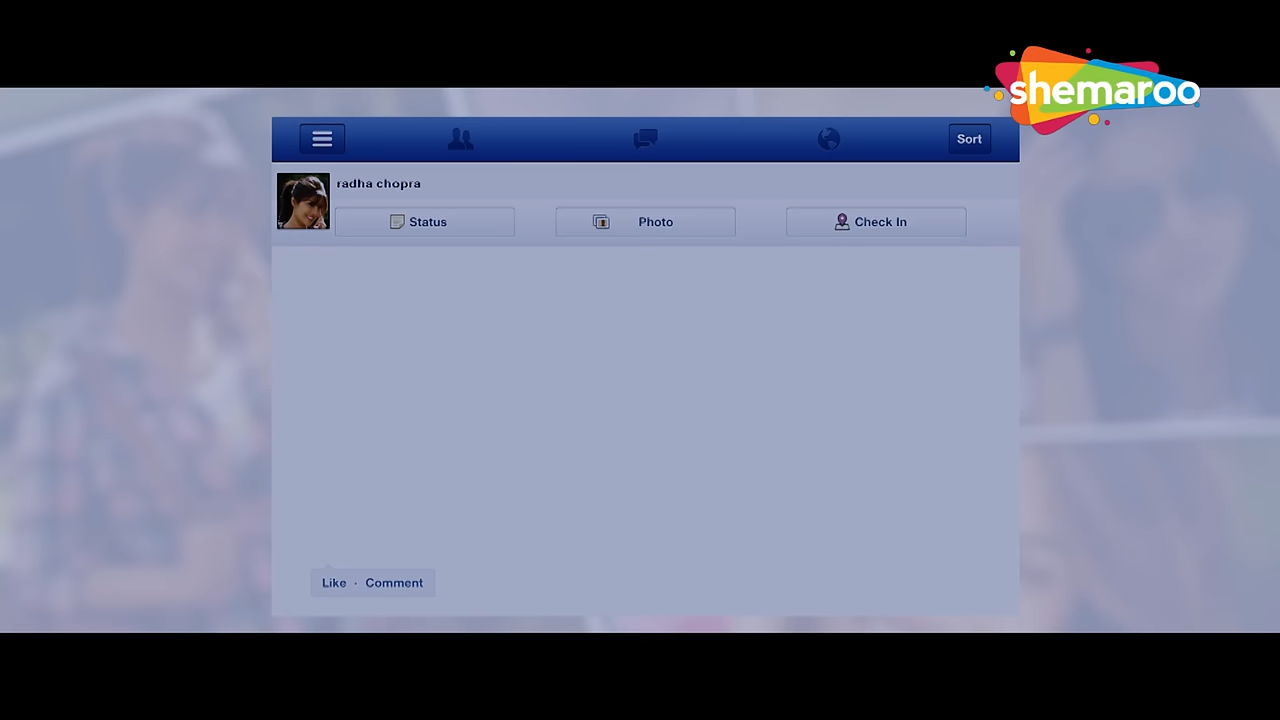 shemaroo
Sort
radha chopra
Status
Photo
Check In
Like · Comment